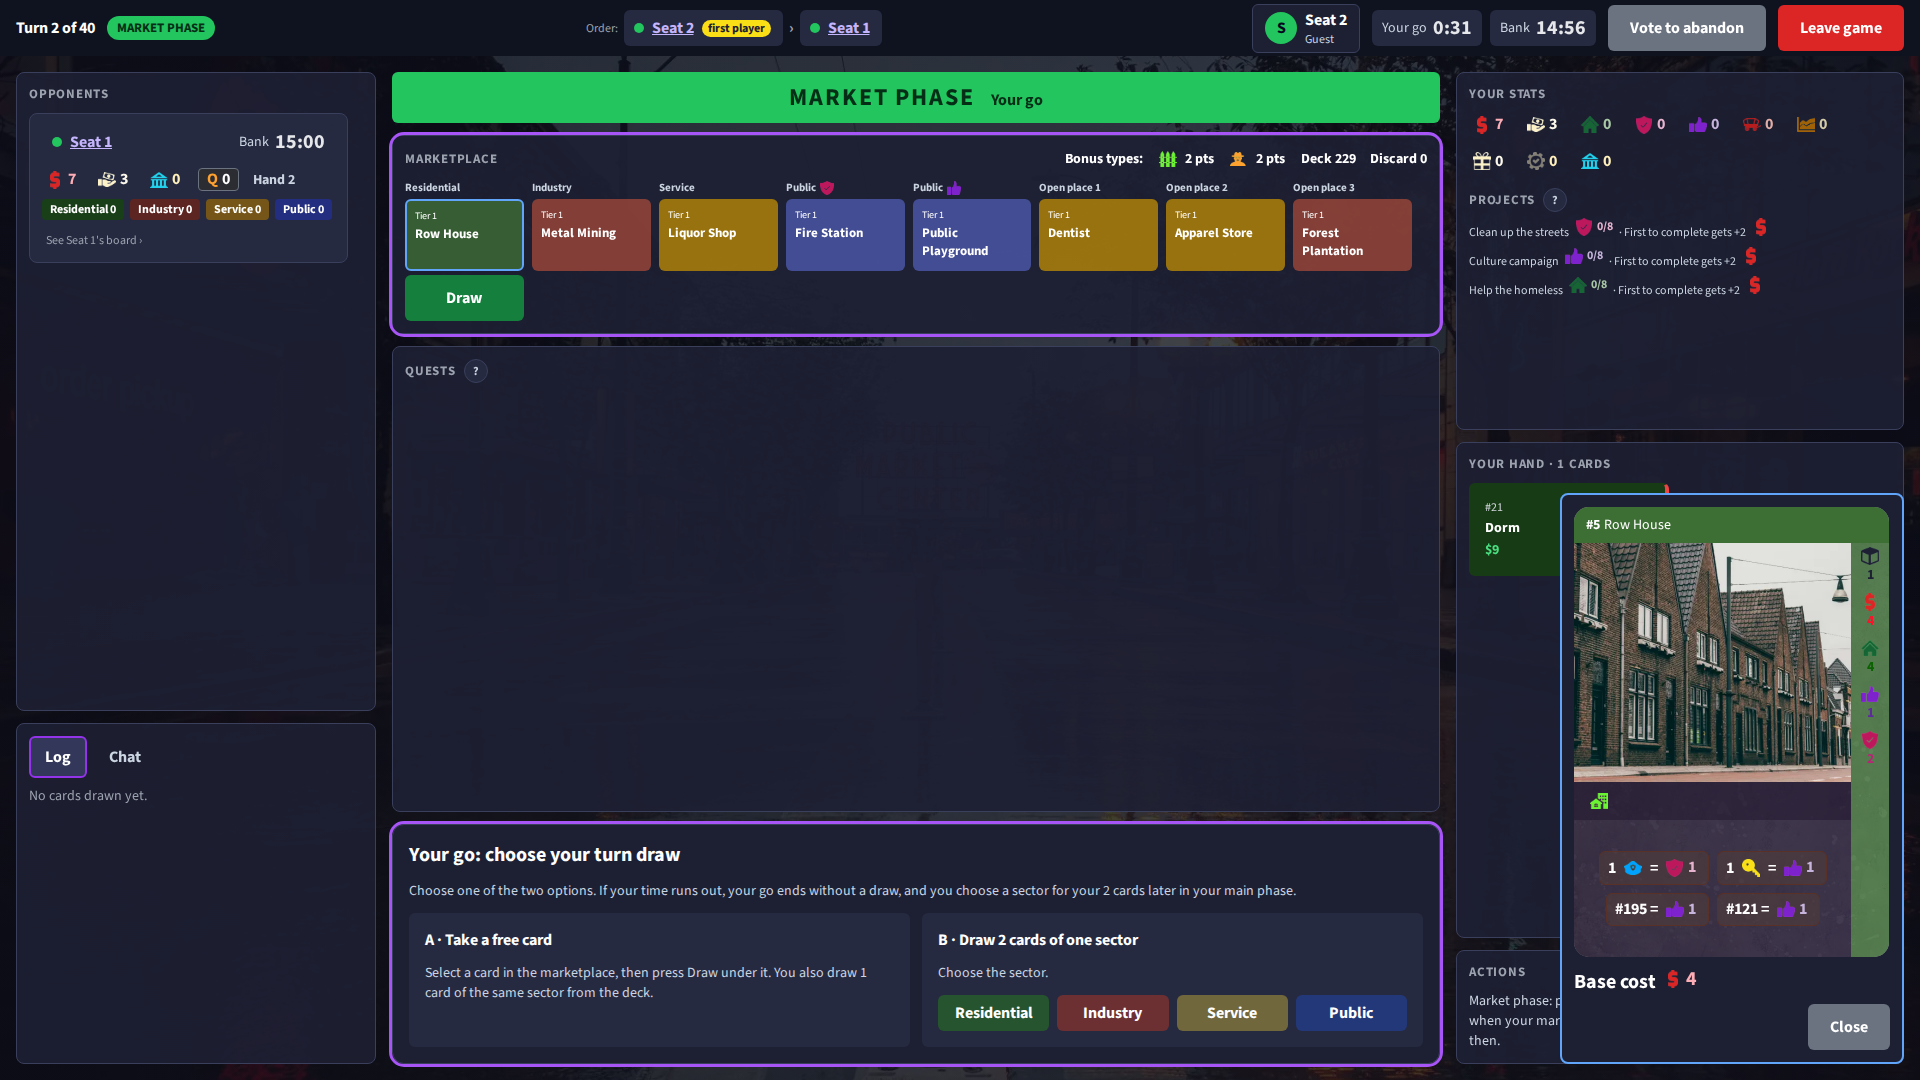 Turn 2 of 40 MARKET PHASE
Order: Seat 2 first player › Seat 1
S Seat 2 Guest
Your go 0:31
Bank 14:56
Vote to abandon
Leave game
OPPONENTS
Seat 1 Bank 15:00
7 3 0 Q 0 Hand 2
Residential 0 Industry 0 Service 0 Public 0
See Seat 1's board ›
Log Chat
No cards drawn yet.
MARKET PHASE Your go
MARKETPLACE
Bonus types: 2 pts 2 pts Deck 229 Discard 0
Residential Industry Service Public Public Open place 1 Open place 2 Open place 3
Tier 1 Row House
Tier 1 Metal Mining
Tier 1 Liquor Shop
Tier 1 Fire Station
Tier 1 Public Playground
Tier 1 Dentist
Tier 1 Apparel Store
Tier 1 Forest Plantation
Draw
QUESTS ?
Your go: choose your turn draw
Choose one of the two options. If your time runs out, your go ends without a draw, and you choose a sector for your 2 cards later in your main phase.
A · Take a free card
Select a card in the marketplace, then press Draw under it. You also draw 1
card of the same sector from the deck.
B · Draw 2 cards of one sector
Choose the sector.
Residential Industry Service Public
YOUR STATS
$ 7 3 0 0 0 0 0
0 0 0
PROJECTS ?
Clean up the streets 0/8 · First to complete gets +2 $
Culture campaign 0/8 · First to complete gets +2 $
Help the homeless 0/8 · First to complete gets +2 $
YOUR HAND · 1 CARDS
#21
Dorm
$9
#5 Row House
1
$
4
4
1
2
1 = 1 1 = 1
#195 = 1 #121 = 1
Base cost $ 4
Close
ACTIONS
Market phase: p
when your mar
then.